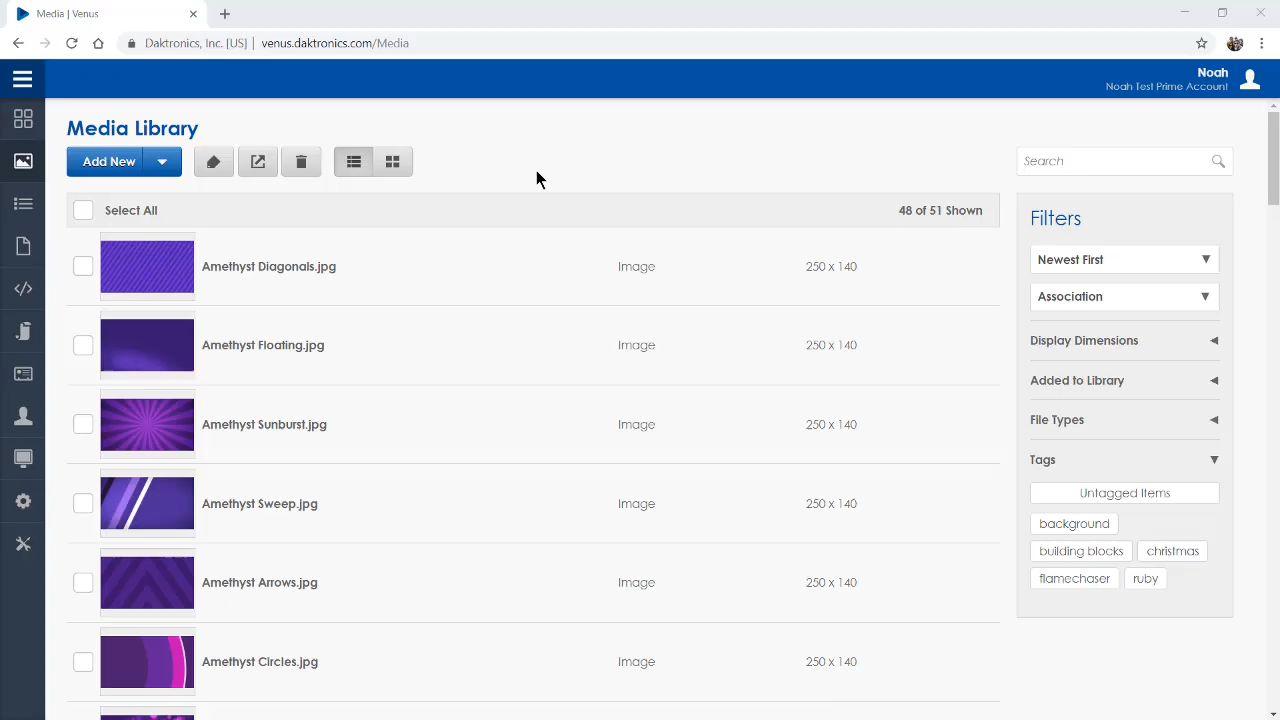 Media | Venus
Daktronics, Inc. [US] | venus.daktronics.com/Media
Noah
Noah Test Prime Account
Media Library
Add New
Search
Select All
48 of 51 Shown
Amethyst Diagonals.jpg Image 250 x 140
Amethyst Floating.jpg Image 250 x 140
Amethyst Sunburst.jpg Image 250 x 140
Amethyst Sweep.jpg Image 250 x 140
Amethyst Arrows.jpg Image 250 x 140
Amethyst Circles.jpg Image 250 x 140
Filters
Newest First
Association
Display Dimensions
Added to Library
File Types
Tags
Untagged Items
background
building blocks christmas
flamechaser ruby